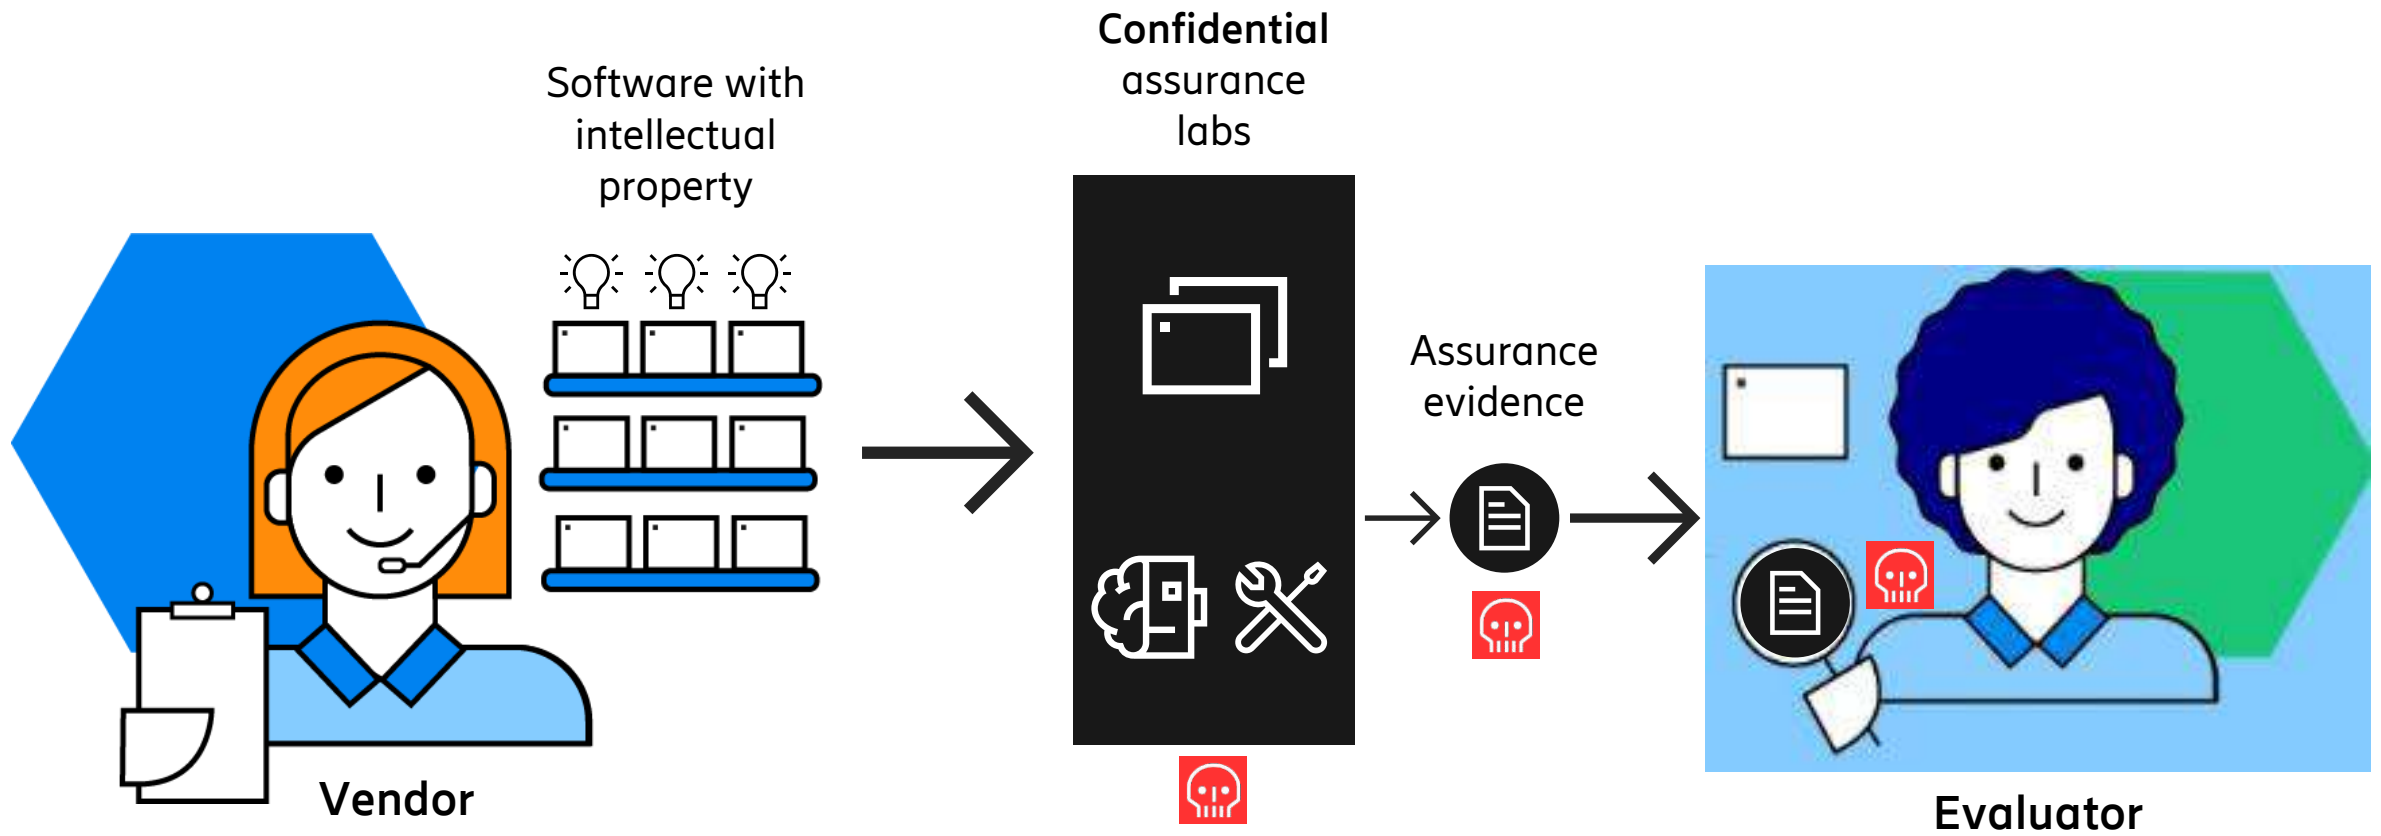 Software with
intellectual
property
Confidential
assurance
labs
Assurance
evidence
Vendor
Evaluator